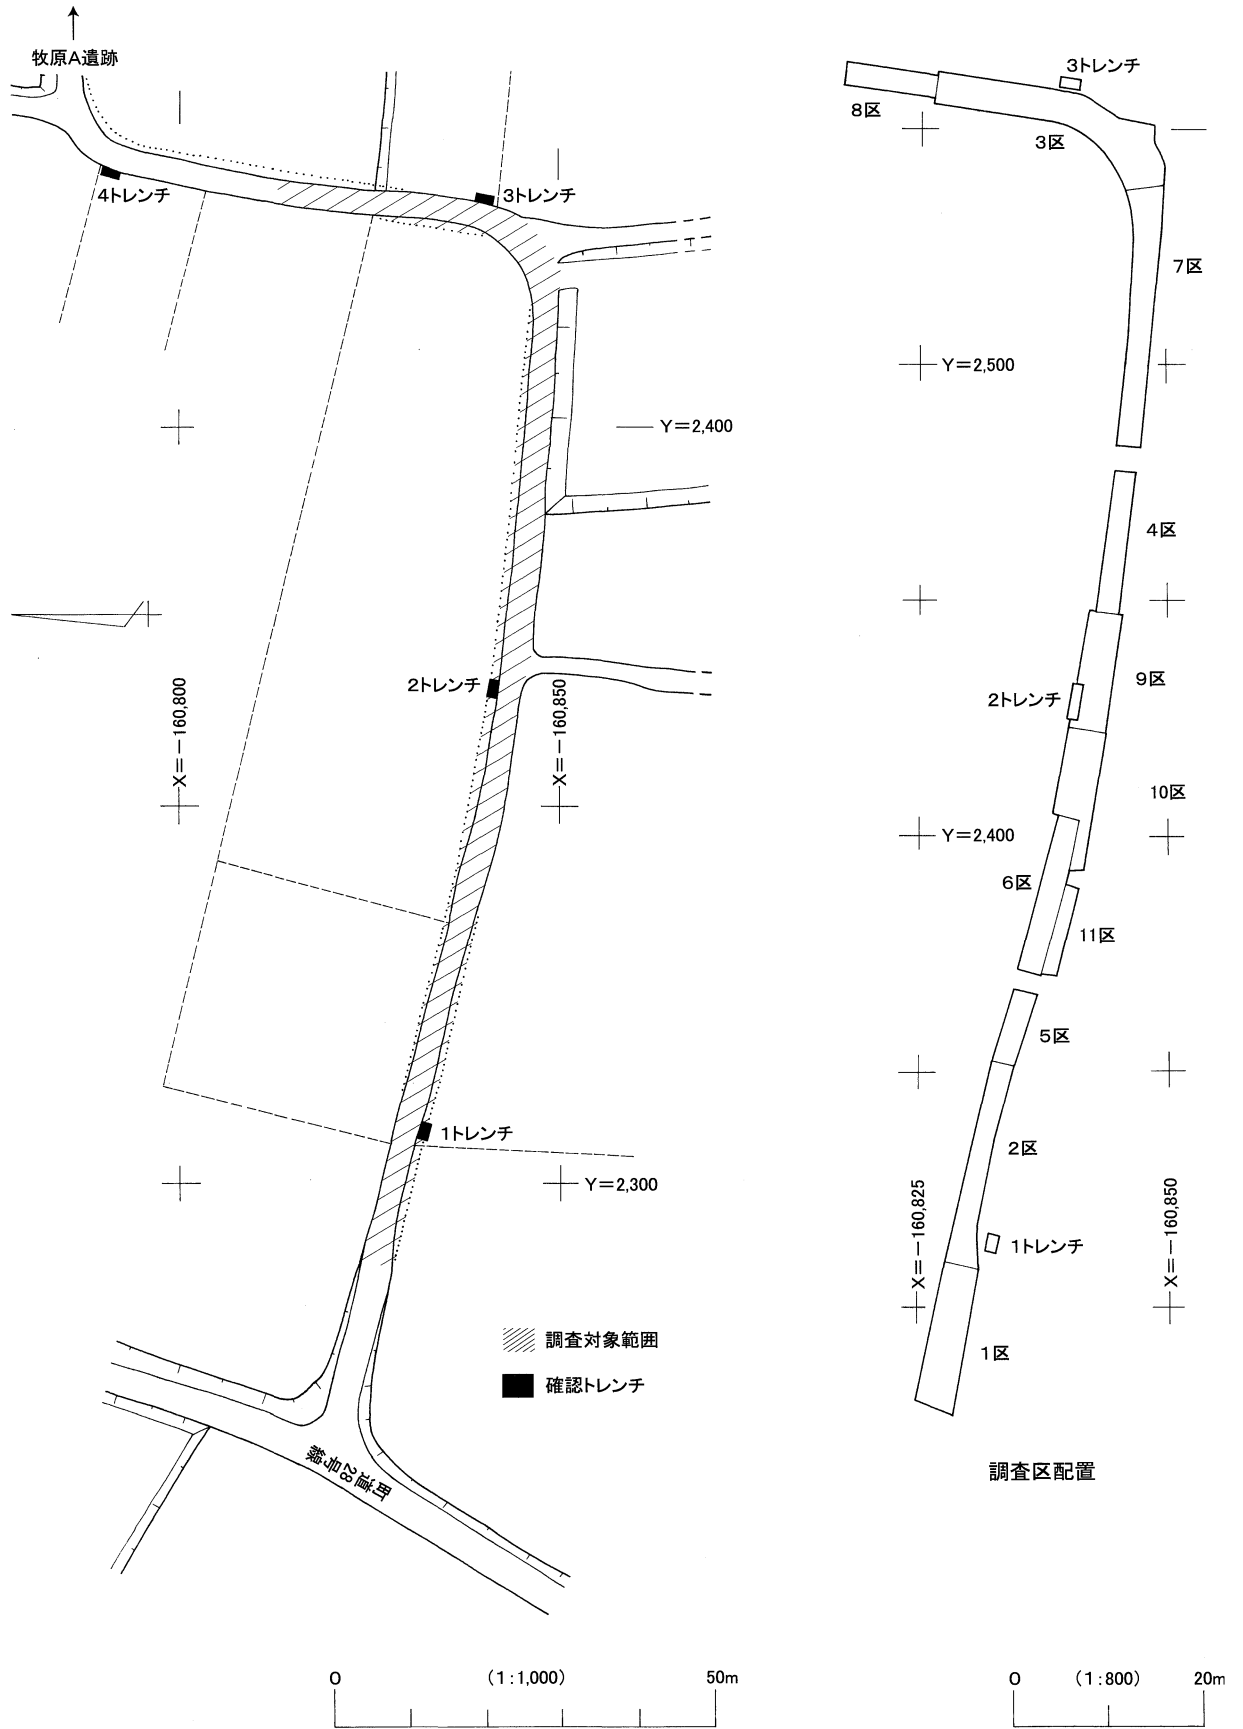 牧原A遺跡
4トレンチ
3トレンチ
Y=2,400
2トレンチ
X=-160,800
X=-160,850
1トレンチ
Y=2,300
調査対象範囲
確認トレンチ
町道28号線
0 (1:1,000) 50m
3トレンチ
8区
3区
7区
Y=2,500
4区
9区
2トレンチ
10区
Y=2,400
6区
11区
5区
2区
X=-160,825
X=-160,850
1トレンチ
1区
調査区配置
0 (1:800) 20m